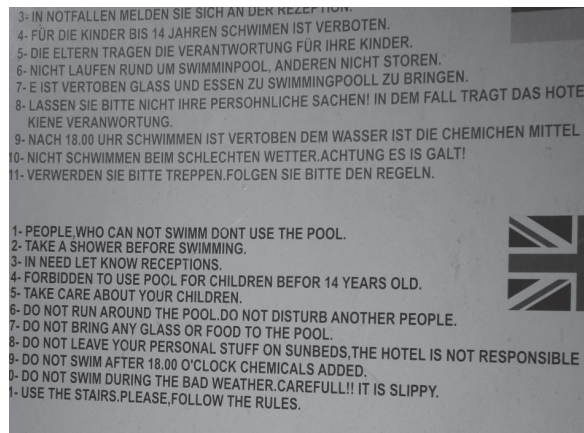 3- IN NOTFALLEN MELDEN SIE SICH AN DER REZEPTION.
4- FÜR DIE KINDER BIS 14 JAHREN SCHWIMEN IST VERBOTEN.
5- DIE ELTERN TRAGEN DIE VERANTWORTUNG FÜR IHRE KINDER.
6- NICHT LAUFEN RUND UM SWIMMINPOOL, ANDEREN NICHT STOREN.
7- E IST VERTOBEN GLASS UND ESSEN ZU SWIMMINGPOOLL ZU BRINGEN.
8- LASSEN SIE BITTE NICHT IHRE PERSOHNLICHE SACHEN! IN DEM FALL TRAGT DAS HOTE
KIENE VERANWORTUNG.
9- NACH 18.00 UHR SCHWIMMEN IST VERTOBEN DEM WASSER IST DIE CHEMICHEN MITTEL
10- NICHT SCHWIMMEN BEIM SCHLECHTEN WETTER.ACHTUNG ES IS GALT!
11- VERWERDEN SIE BITTE TREPPEN.FOLGEN SIE BITTE DEN REGELN.
1- PEOPLE,WHO CAN NOT SWIMM DONT USE THE POOL.
2- TAKE A SHOWER BEFORE SWIMMING.
3- IN NEED LET KNOW RECEPTIONS.
4- FORBIDDEN TO USE POOL FOR CHILDREN BEFOR 14 YEARS OLD.
5- TAKE CARE ABOUT YOUR CHILDREN.
6- DO NOT RUN AROUND THE POOL.DO NOT DISTURB ANOTHER PEOPLE.
7- DO NOT BRING ANY GLASS OR FOOD TO THE POOL.
8- DO NOT LEAVE YOUR PERSONAL STUFF ON SUNBEDS,THE HOTEL IS NOT RESPONSIBLE
9- DO NOT SWIM AFTER 18.00 O'CLOCK CHEMICALS ADDED.
0- DO NOT SWIM DURING THE BAD WEATHER.CAREFULL!! IT IS SLIPPY.
1- USE THE STAIRS.PLEASE,FOLLOW THE RULES.